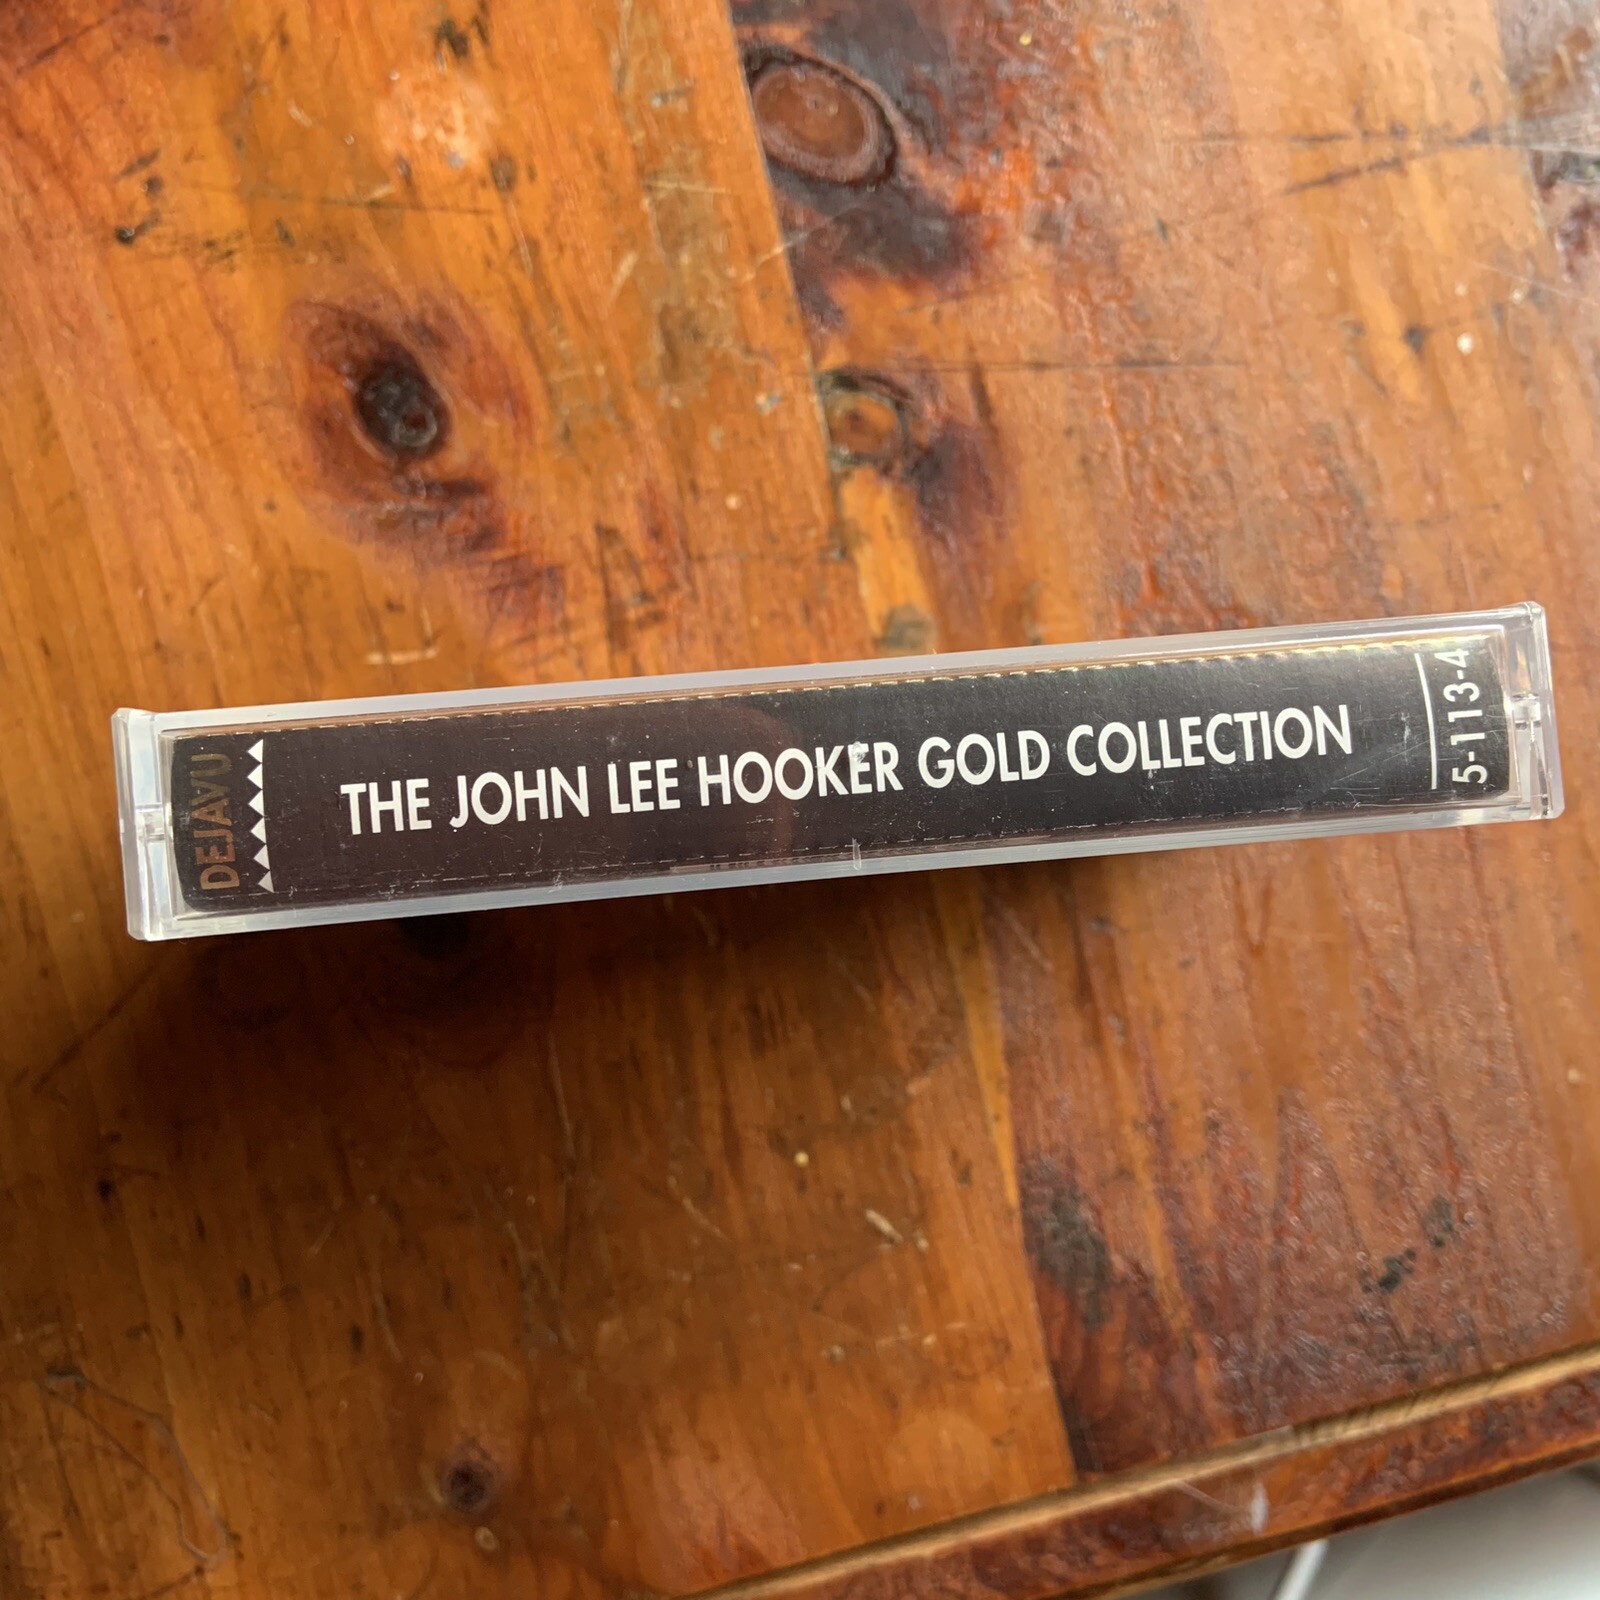 DEJAVU
THE JOHN LEE HOOKER GOLD COLLECTION
5-113-4